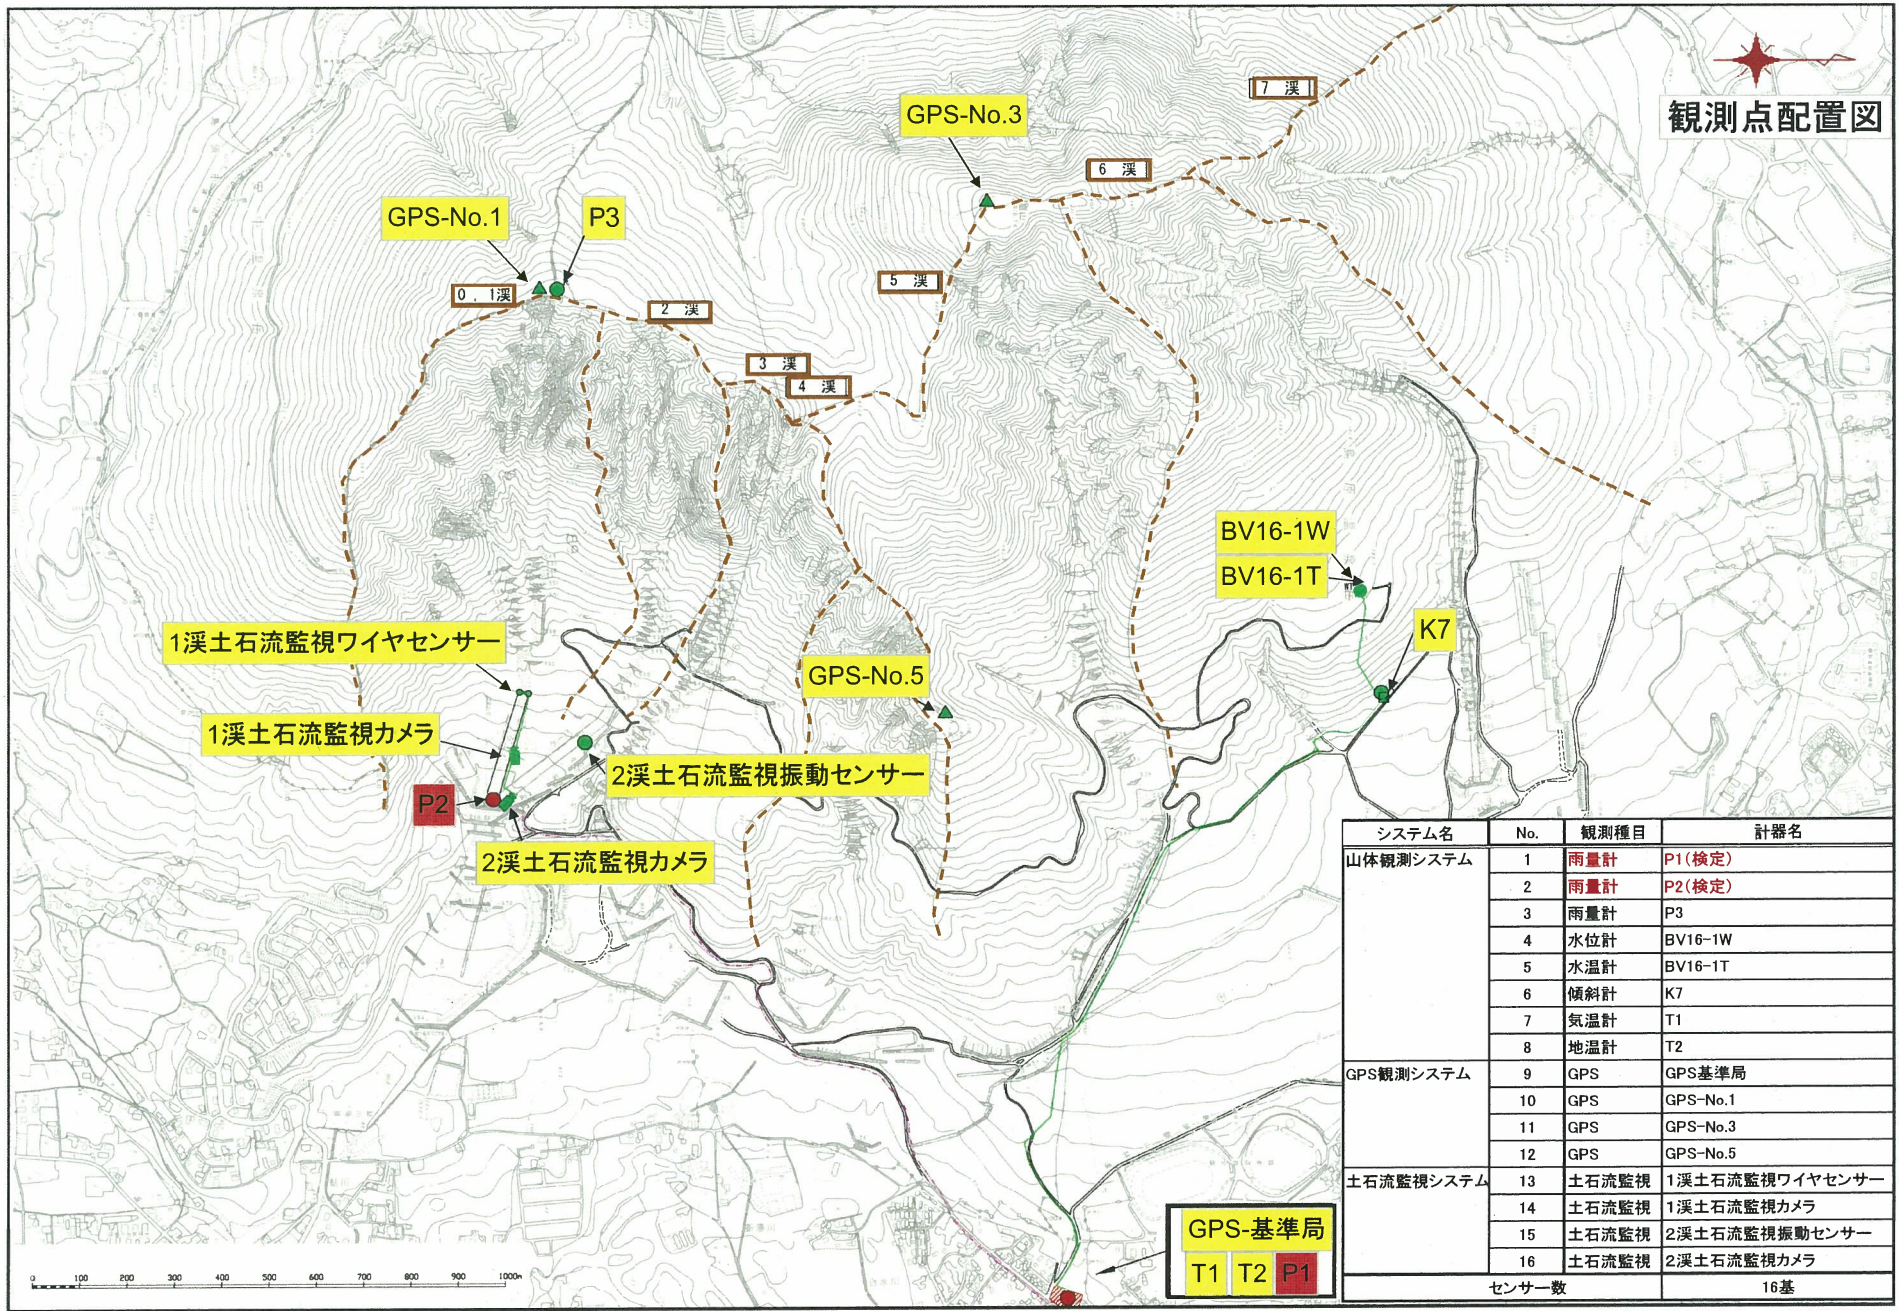 観測点配置図
7 渓
GPS-No.3
6 渓
GPS-No.1
P3
5 渓
0 . 1渓
2 渓
3 渓
4 渓
BV16-1W
BV16-1T
K7
1渓土石流監視ワイヤセンサー
GPS-No.5
1渓土石流監視カメラ
2渓土石流監視振動センサー
P2
2渓土石流監視カメラ
システム名 No. 観測種目 計器名
山体観測システム 1 雨量計 P1(検定)
2 雨量計 P2(検定)
3 雨量計 P3
4 水位計 BV16-1W
5 水温計 BV16-1T
6 傾斜計 K7
7 気温計 T1
8 地温計 T2
GPS観測システム 9 GPS GPS基準局
10 GPS GPS-No.1
11 GPS GPS-No.3
12 GPS GPS-No.5
土石流監視システム 13 土石流監視 1渓土石流監視ワイヤセンサー
14 土石流監視 1渓土石流監視カメラ
15 土石流監視 2渓土石流監視振動センサー
16 土石流監視 2渓土石流監視カメラ
センサー数 16基
GPS-基準局
T1 T2 P1
0 100 200 300 400 500 600 700 800 900 1000m